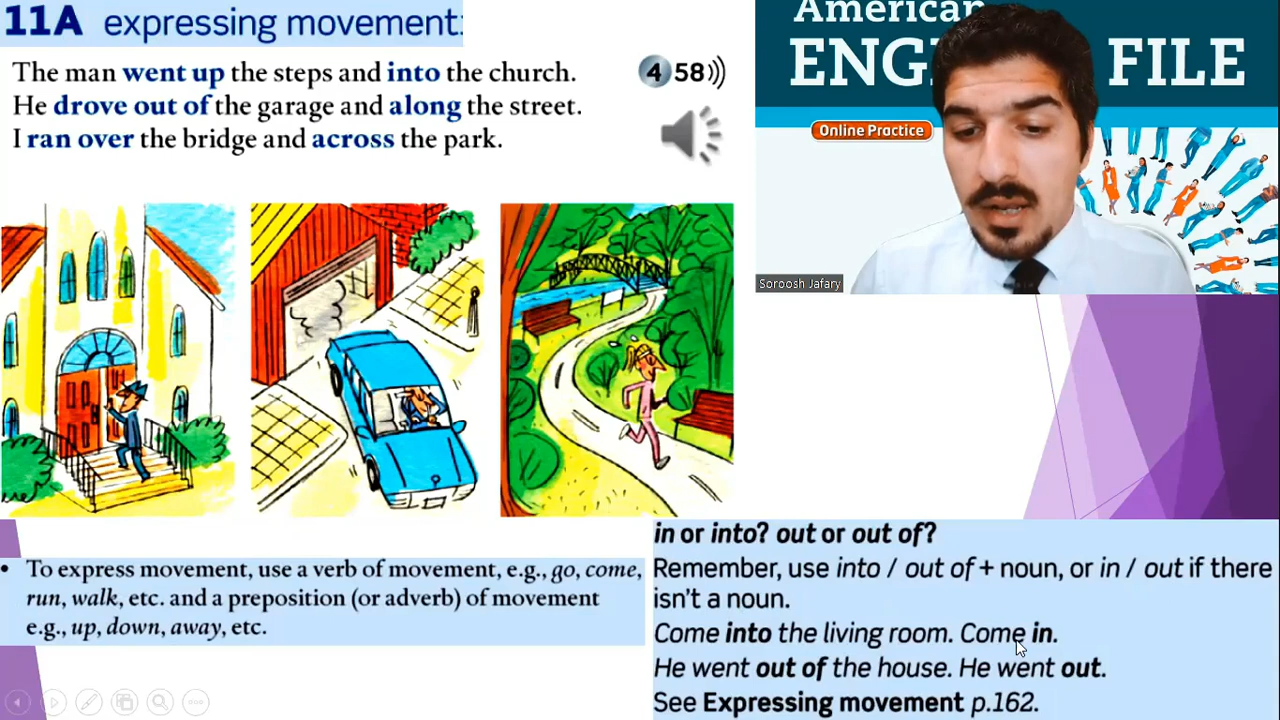 11A expressing movement:
The man went up the steps and into the church.
He drove out of the garage and along the street.
I ran over the bridge and across the park.
4 58
American
FILE
Online Practice
Soroosh Jafary
• To express movement, use a verb of movement, e.g., go, come,
run, walk, etc. and a preposition (or adverb) of movement
e.g., up, down, away, etc.
in or into? out or out of?
Remember, use into / out of + noun, or in / out if there
isn't a noun.
Come into the living room. Come in.
He went out of the house. He went out.
See Expressing movement p.162.